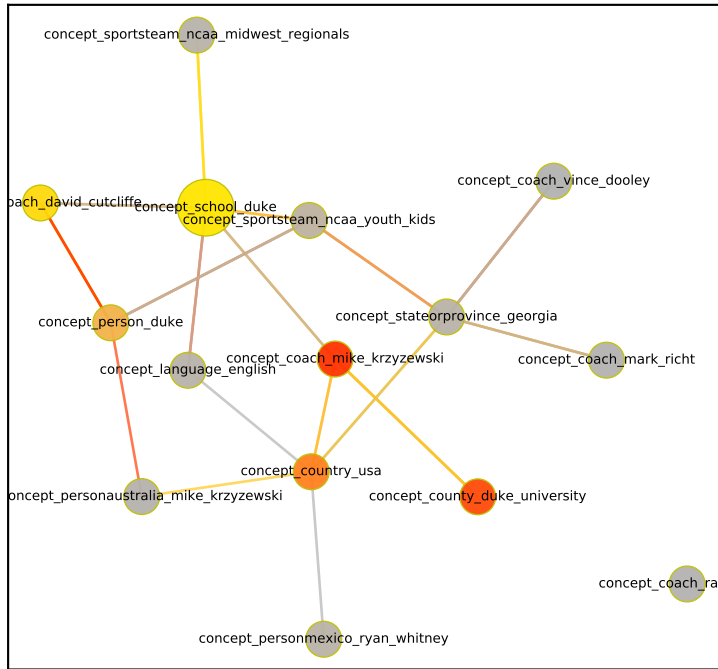 concept_sportsteam_ncaa_midwest_regionals
concept_coach_vince_dooley
oach_david_cutcliffe
concept_school_duke
concept_sportsteam_ncaa_youth_kids
concept_person_duke
concept_stateorprovince_georgia
concept_coach_mike_krzyzewski
concept_coach_mark_richt
concept_language_english
concept_country_usa
concept_personaustralia_mike_krzyzewski
concept_county_duke_university
concept_coach_ra
concept_personmexico_ryan_whitney